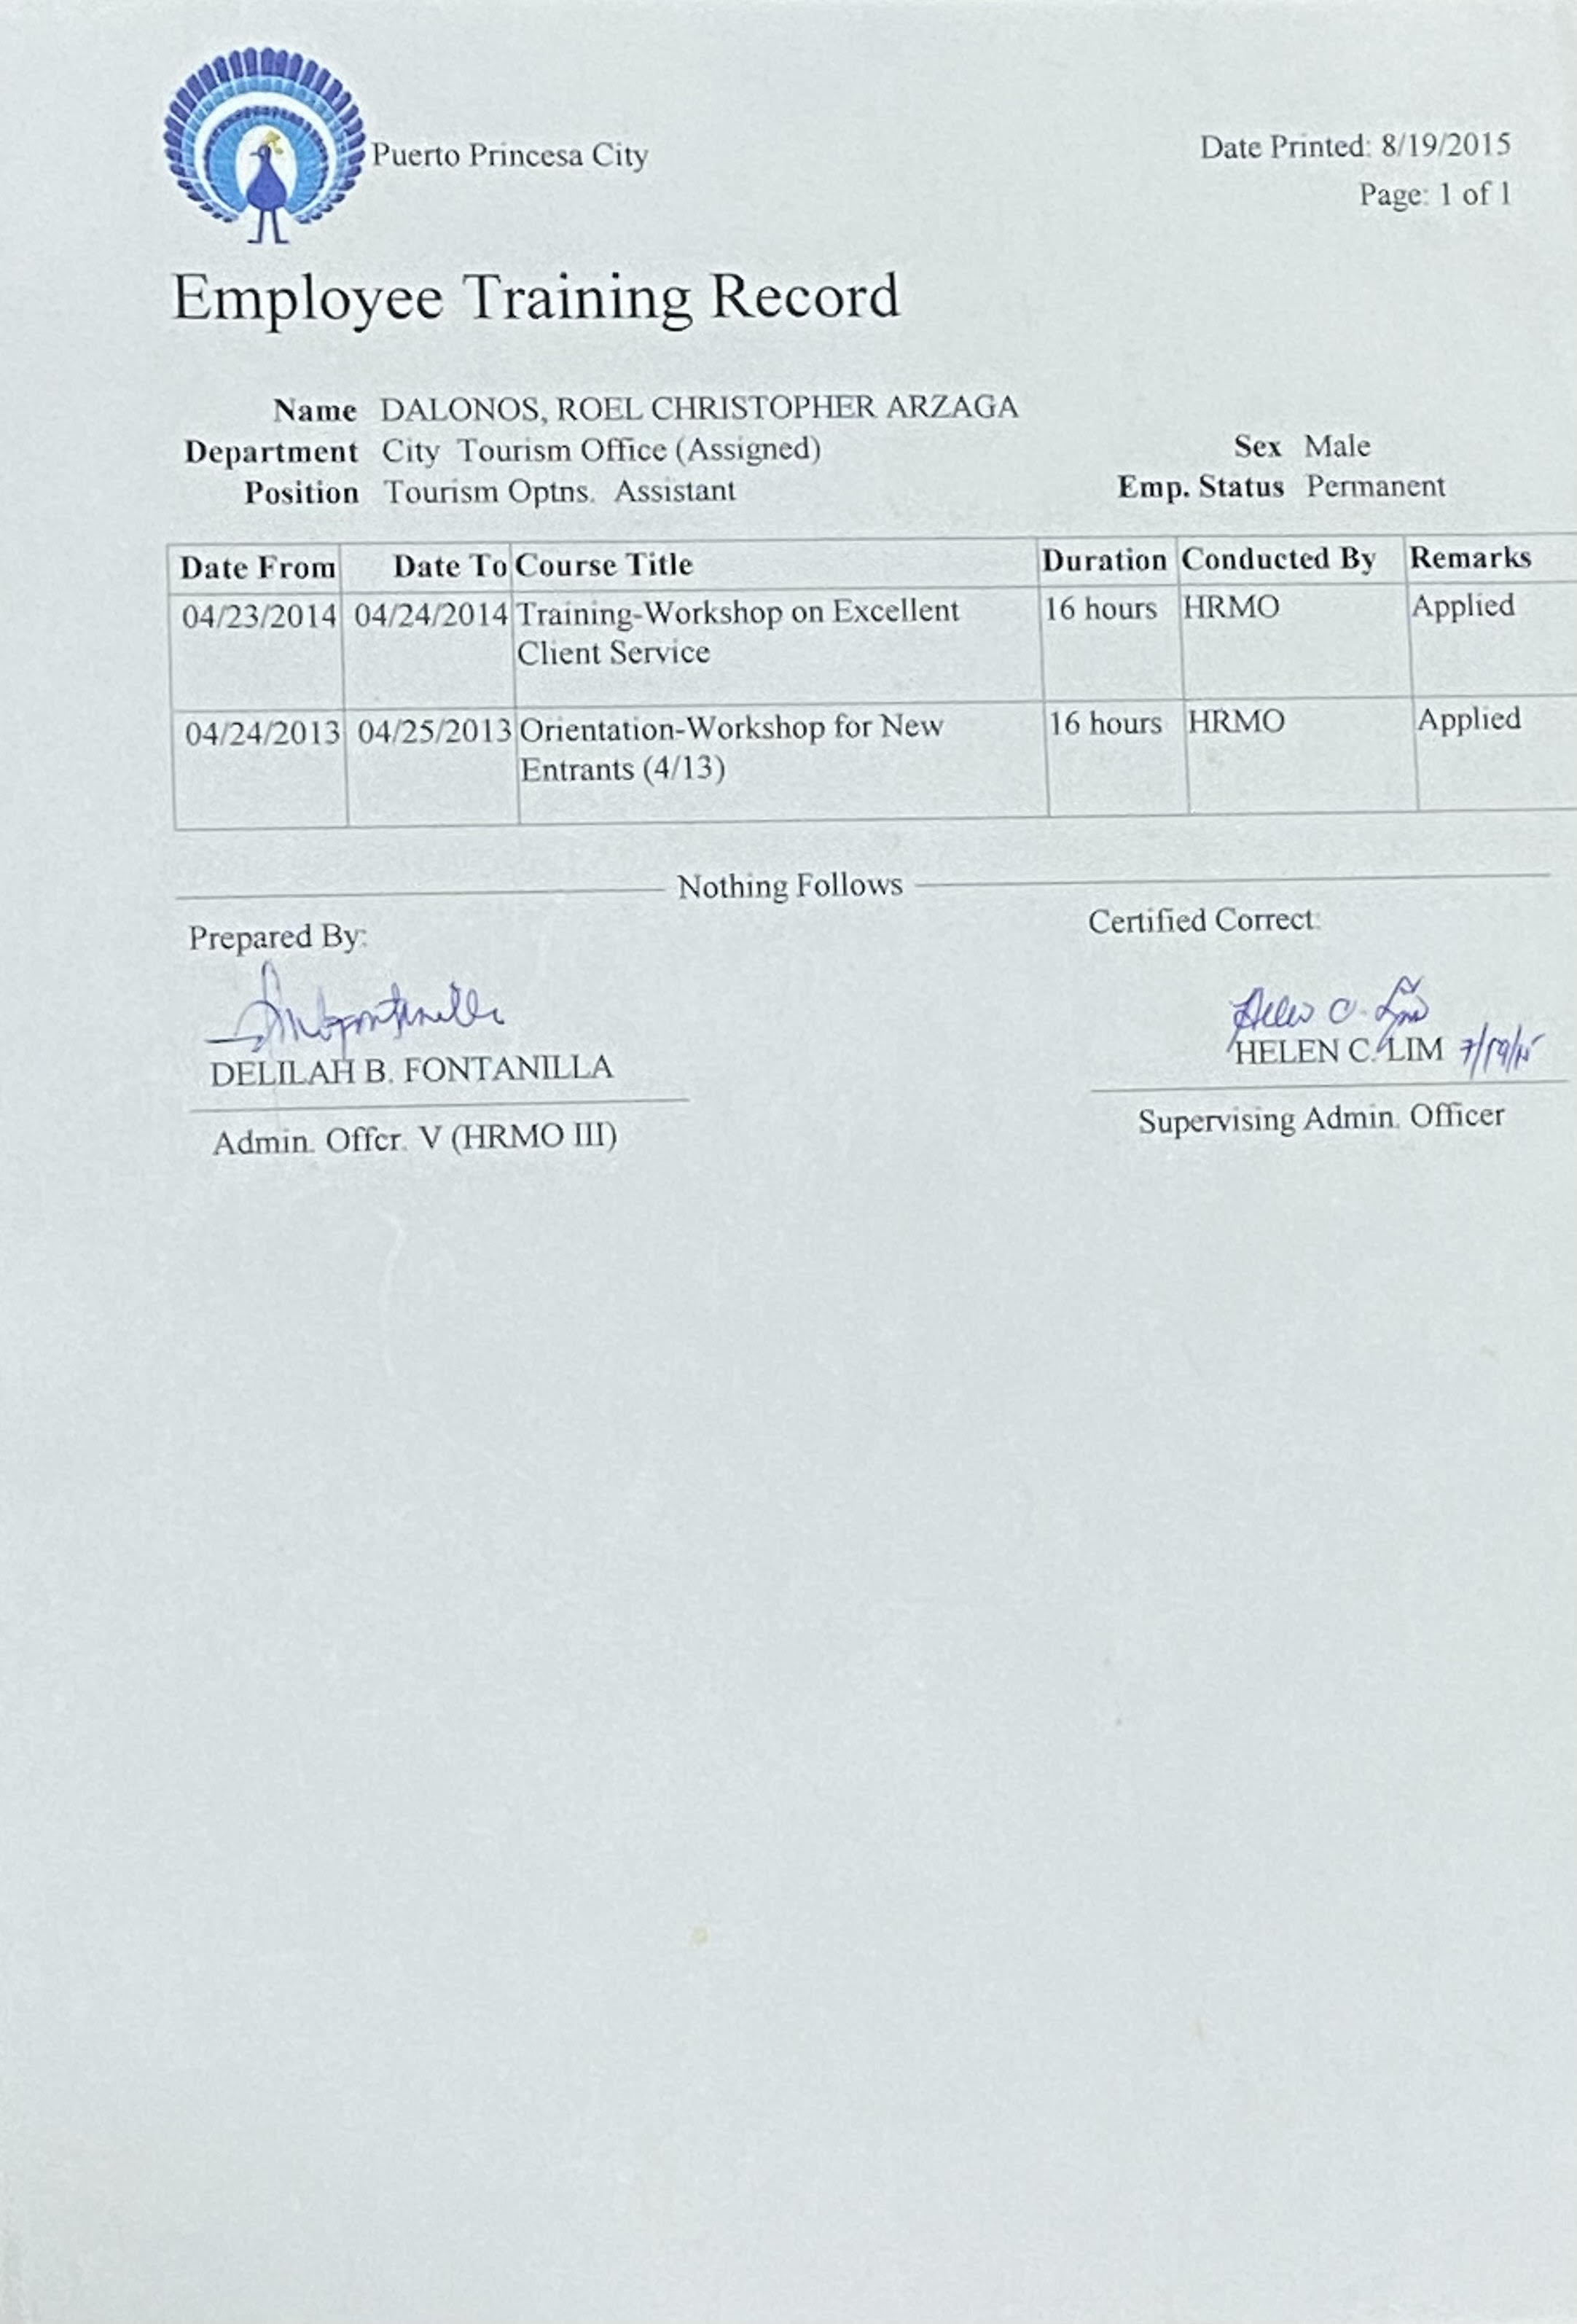 Puerto Princesa City
Date Printed: 8/19/2015
Page: 1 of 1
Employee Training Record
Name DALONOS, ROEL CHRISTOPHER ARZAGA
Department City Tourism Office (Assigned)
Sex Male
Position Tourism Optns. Assistant
Emp. Status Permanent
Date From Date To Course Title Duration Conducted By Remarks
04/23/2014 04/24/2014 Training-Workshop on Excellent 16 hours HRMO Applied
Client Service
04/24/2013 04/25/2013 Orientation-Workshop for New 16 hours HRMO Applied
Entrants (4/13)
Nothing Follows
Prepared By:
Certified Correct:
Helen C. Lim
DELILAH B. FONTANILLA
HELEN C. LIM
Admin. Offcr. V (HRMO III)
Supervising Admin. Officer